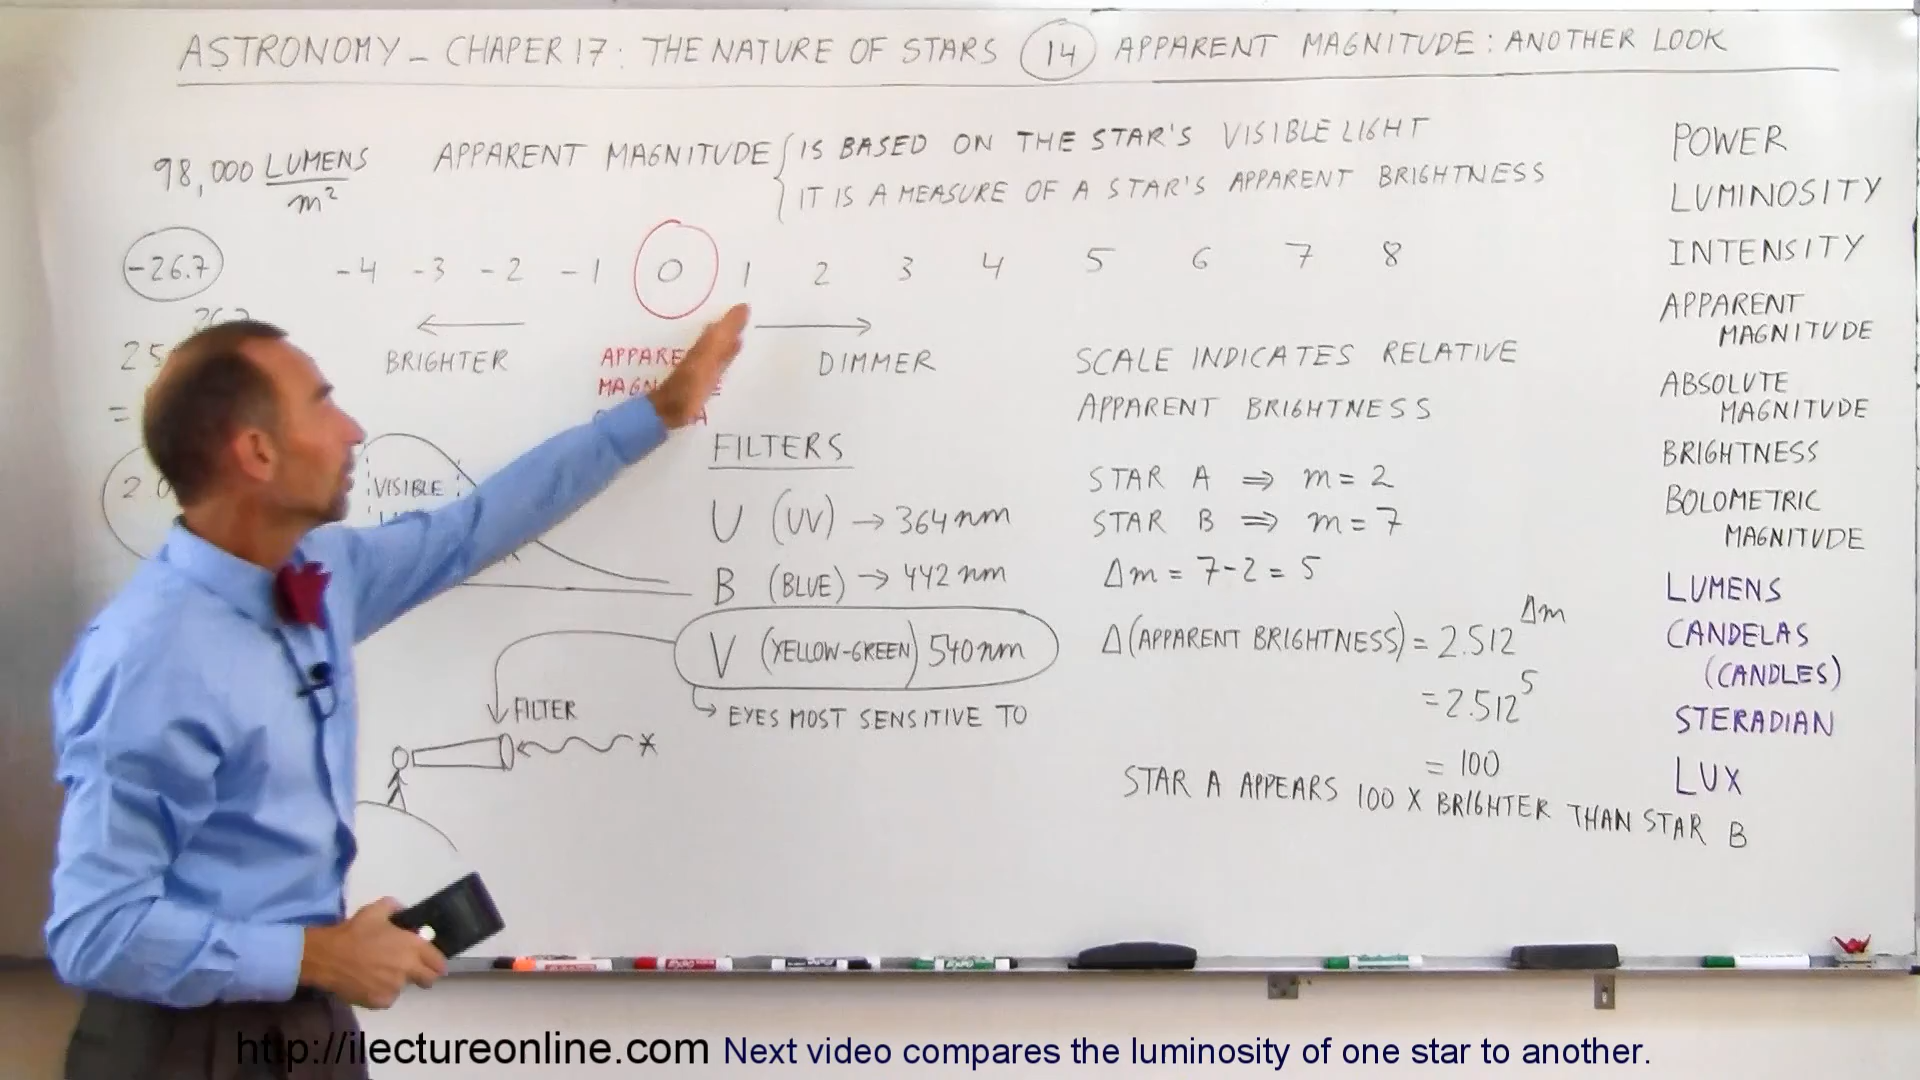 ASTRONOMY - CHAPER 17: THE NATURE OF STARS 14 APPARENT MAGNITUDE: ANOTHER LOOK
98,000 LUMENS
m²
APPARENT MAGNITUDE
IS BASED ON THE STAR'S VISIBLE LIGHT
IT IS A MEASURE OF A STAR'S APPARENT BRIGHTNESS
-26.7
-4 -3 -2 -1 0 1 2 3 4 5 6 7 8
BRIGHTER
DIMMER
VISIBLE
FILTERS
U (UV) → 364 nm
B (BLUE) → 442 nm
V (YELLOW-GREEN) 540 nm
EYES MOST SENSITIVE TO
FILTER
SCALE INDICATES RELATIVE
APPARENT BRIGHTNESS
STAR A ⇒ m = 2
STAR B ⇒ m = 7
Δm = 7-2 = 5
Δ(APPARENT BRIGHTNESS) = 2.512^Δm
= 2.512^5
= 100
STAR A APPEARS 100 X BRIGHTER THAN STAR B
POWER
LUMINOSITY
INTENSITY
APPARENT
MAGNITUDE
ABSOLUTE
MAGNITUDE
BRIGHTNESS
BOLOMETRIC
MAGNITUDE
LUMENS
CANDELAS
(CANDLES)
STERADIAN
LUX
http://ilectureonline.com Next video compares the luminosity of one star to another.